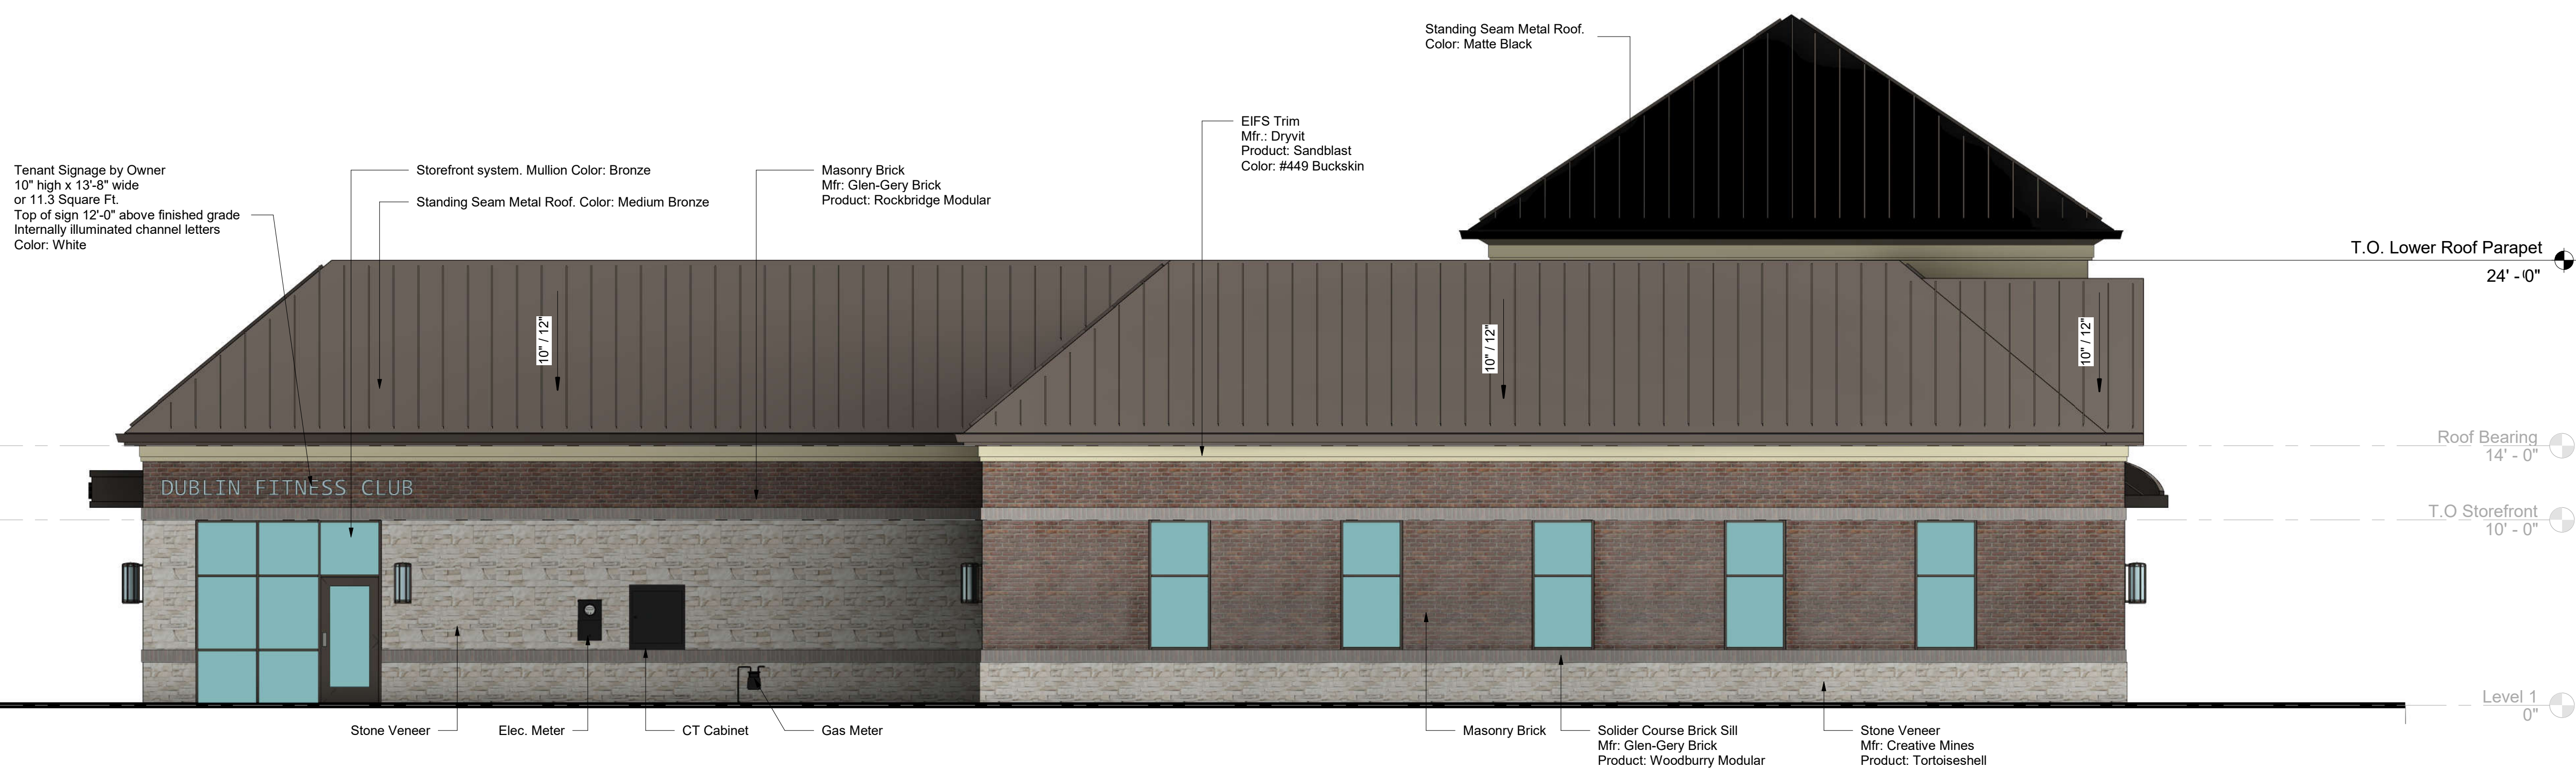 Standing Seam Metal Roof.
Color: Matte Black
EIFS Trim
Mfr.: Dryvit
Product: Sandblast
Color: #449 Buckskin
Tenant Signage by Owner
10" high x 13'-8" wide
or 11.3 Square Ft.
Top of sign 12'-0" above finished grade
Internally illuminated channel letters
Color: White
Storefront system. Mullion Color: Bronze
Standing Seam Metal Roof. Color: Medium Bronze
Masonry Brick
Mfr: Glen-Gery Brick
Product: Rockbridge Modular
T.O. Lower Roof Parapet
24' - 0"
10" / 12"
10" / 12"
10" / 12"
Roof Bearing
14' - 0"
DUBLIN FITNESS CLUB
T.O Storefront
10' - 0"
Level 1
0"
Stone Veneer
Elec. Meter
CT Cabinet
Gas Meter
Masonry Brick
Solider Course Brick Sill
Mfr: Glen-Gery Brick
Product: Woodburry Modular
Stone Veneer
Mfr: Creative Mines
Product: Tortoiseshell